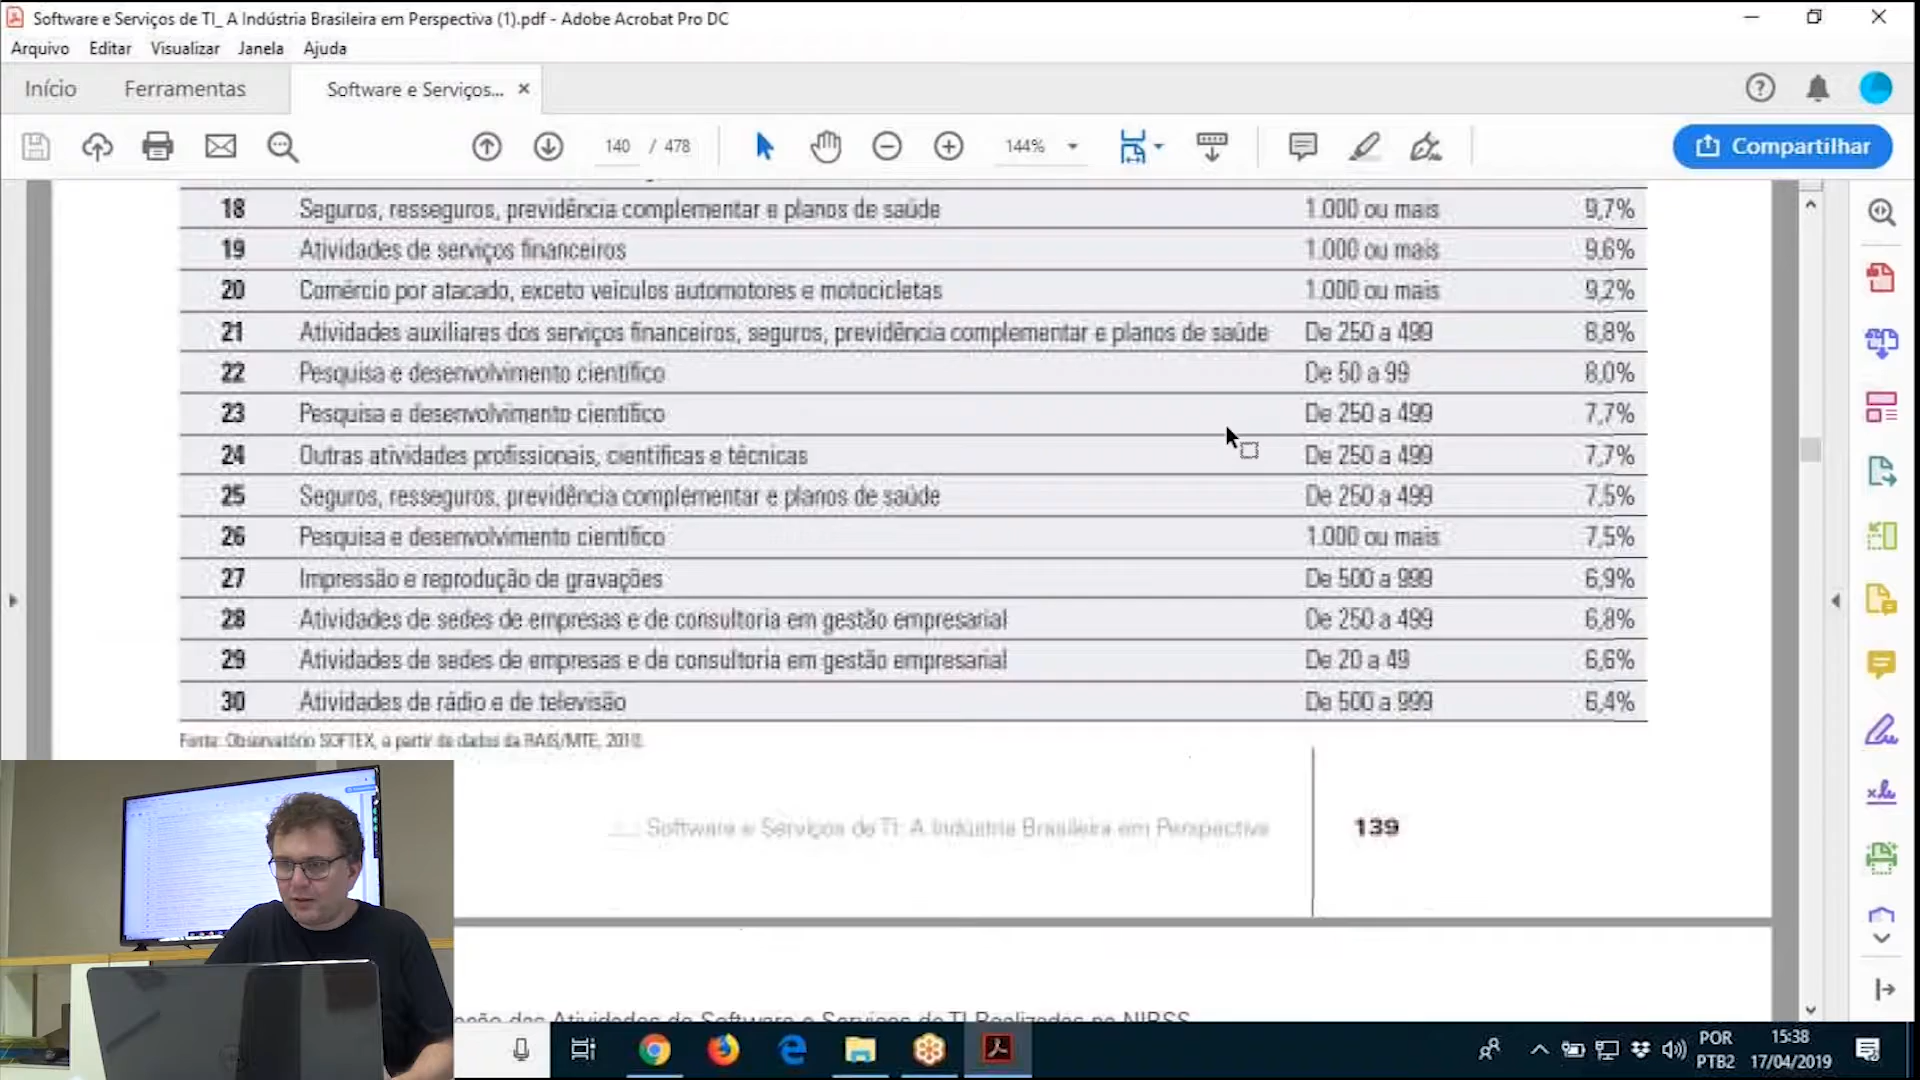 Software e Serviços de TI_ A Indústria Brasileira em Perspectiva (1).pdf - Adobe Acrobat Pro DC
Arquivo Editar Visualizar Janela Ajuda
Início Ferramentas Software e Serviços... ×
140 / 478 144% Compartilhar
18 Seguros, resseguros, previdência complementar e planos de saúde 1.000 ou mais 9,7%
19 Atividades de serviços financeiros 1.000 ou mais 9,6%
20 Comércio por atacado, exceto veículos automotores e motocicletas 1.000 ou mais 9,2%
21 Atividades auxiliares dos serviços financeiros, seguros, previdência complementar e planos de saúde De 250 a 499 8,8%
22 Pesquisa e desenvolvimento científico De 50 a 99 8,0%
23 Pesquisa e desenvolvimento científico De 250 a 499 7,7%
24 Outras atividades profissionais, científicas e técnicas De 250 a 499 7,7%
25 Seguros, resseguros, previdência complementar e planos de saúde De 250 a 499 7,5%
26 Pesquisa e desenvolvimento científico 1.000 ou mais 7,5%
27 Impressão e reprodução de gravações De 500 a 999 6,9%
28 Atividades de sedes de empresas e de consultoria em gestão empresarial De 250 a 499 6,8%
29 Atividades de sedes de empresas e de consultoria em gestão empresarial De 20 a 49 6,6%
30 Atividades de rádio e de televisão De 500 a 999 6,4%
Fonte: Observatório SOFTEX, a partir de dados da RAIS/MTE, 2010.
Software e Serviços de TI: A Indústria Brasileira em Perspectiva 139
das Atividades de Software e Serviços de TI Realizadas na NIBSS
POR 15:38
PTB2 17/04/2019